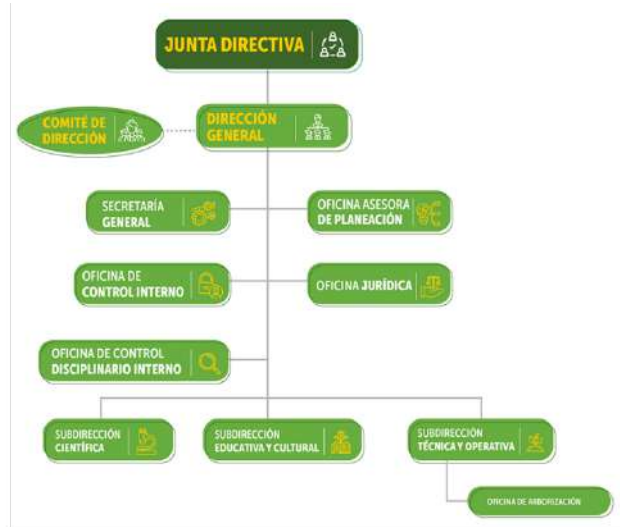 JUNTA DIRECTIVA
COMITÉ DE
DIRECCIÓN
DIRECCIÓN
GENERAL
SECRETARÍA
GENERAL
OFICINA ASESORA
DE PLANEACIÓN
OFICINA DE
CONTROL INTERNO
OFICINA JURÍDICA
OFICINA DE CONTROL
DISCIPLINARIO INTERNO
SUBDIRECCIÓN
CIENTÍFICA
SUBDIRECCIÓN
EDUCATIVA Y CULTURAL
SUBDIRECCIÓN
TÉCNICA Y OPERATIVA
OFICINA DE ARBORIZACIÓN